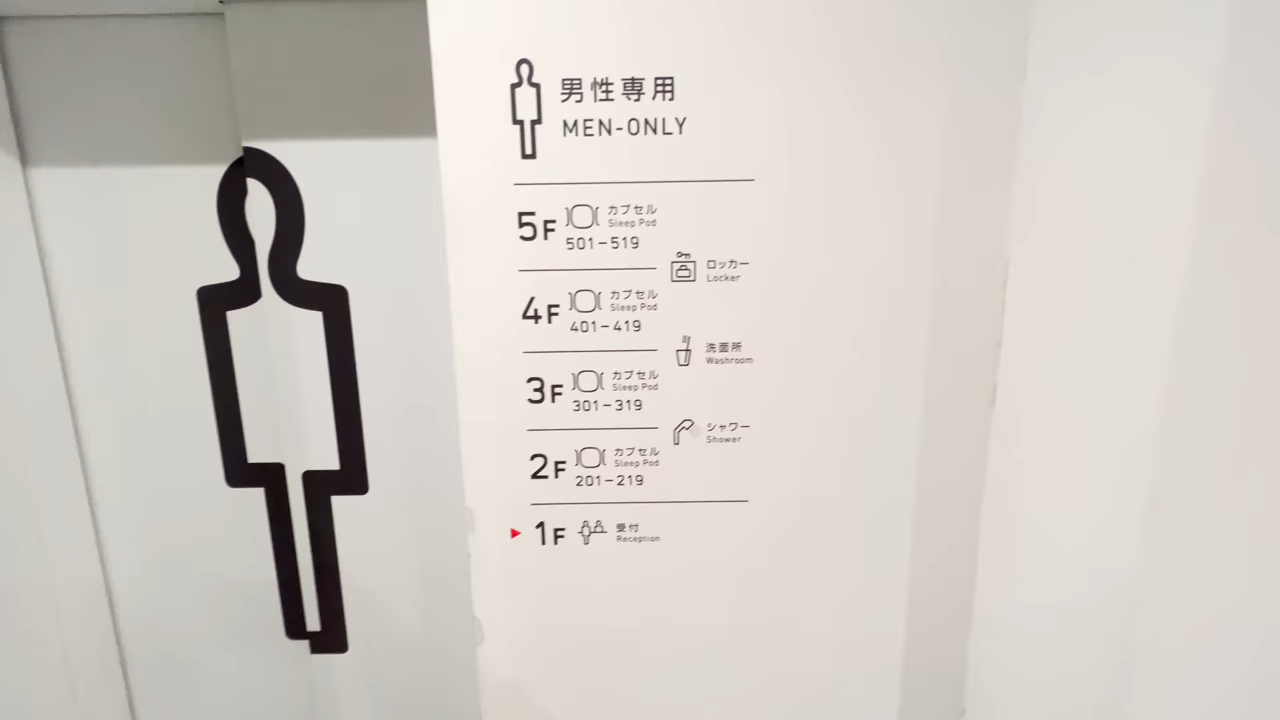 男性専用
MEN-ONLY
5F カプセル
Sleep Pod
501-519
ロッカー
Locker
4F カプセル
Sleep Pod
401-419
洗面所
Washroom
3F カプセル
Sleep Pod
301-319
シャワー
Shower
2F カプセル
Sleep Pod
201-219
1F 受付
Reception